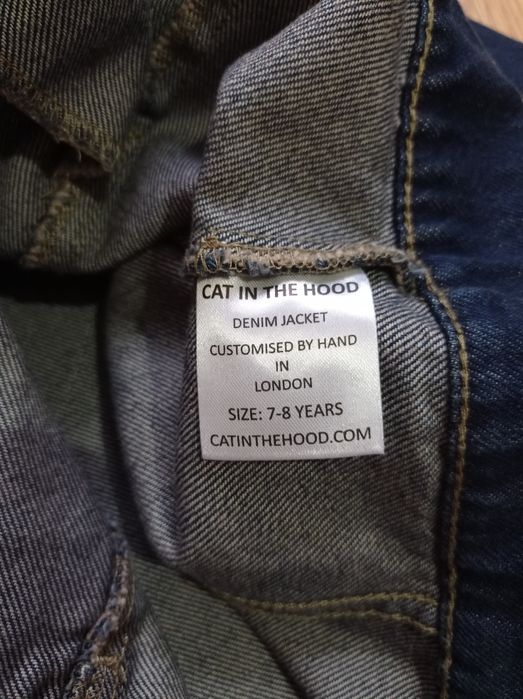 CAT IN THE HOOD
DENIM JACKET
CUSTOMISED BY HAND
IN
LONDON
SIZE: 7-8 YEARS
CATINTHEHOOD.COM